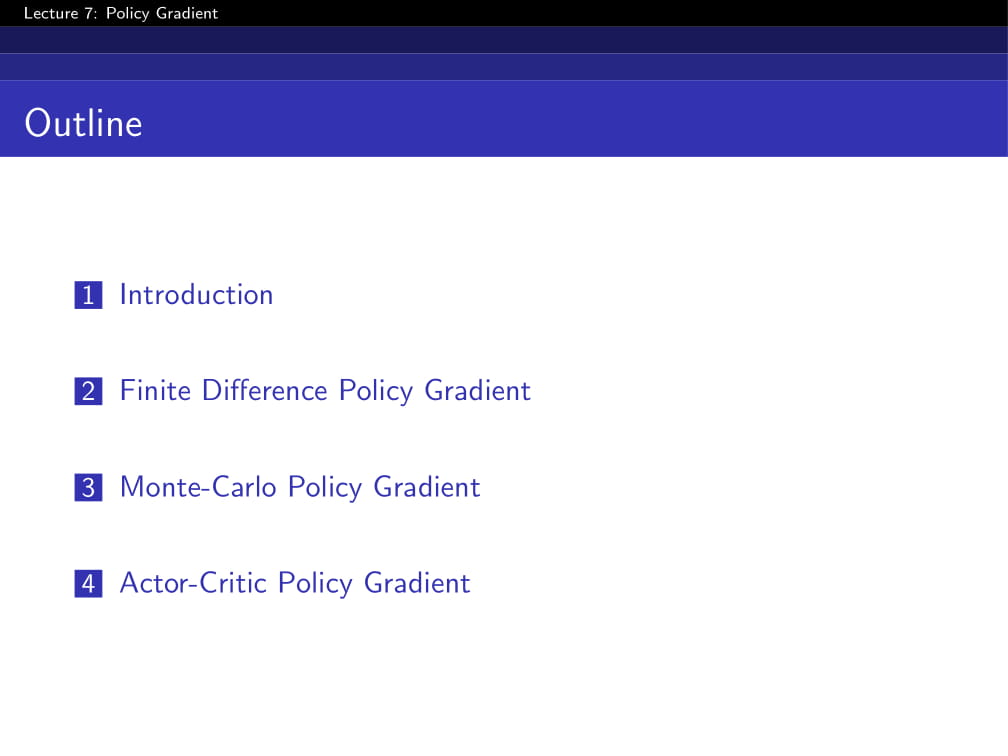 Lecture 7: Policy Gradient
Outline
1 Introduction
2 Finite Difference Policy Gradient
3 Monte-Carlo Policy Gradient
4 Actor-Critic Policy Gradient